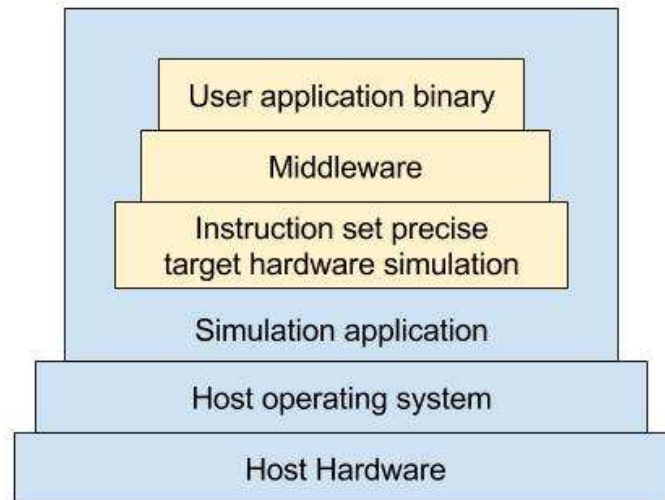 User application binary
Middleware
Instruction set precise
target hardware simulation
Simulation application
Host operating system
Host Hardware